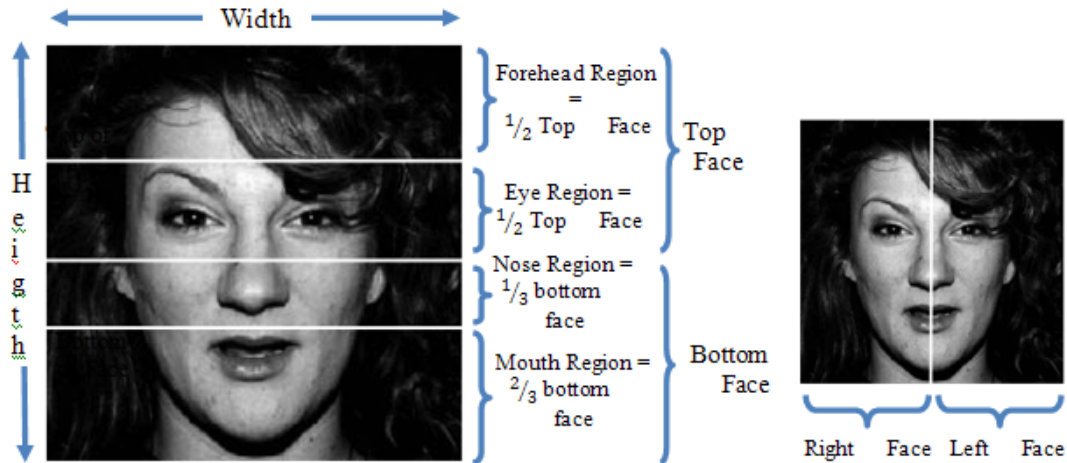 Width
Height
Forehead Region
=
1/2 Top Face
Eye Region =
1/2 Top Face
Top
Face
Nose Region =
1/3 bottom
face
Mouth Region =
2/3 bottom
face
Bottom
Face
Right Face
Left Face